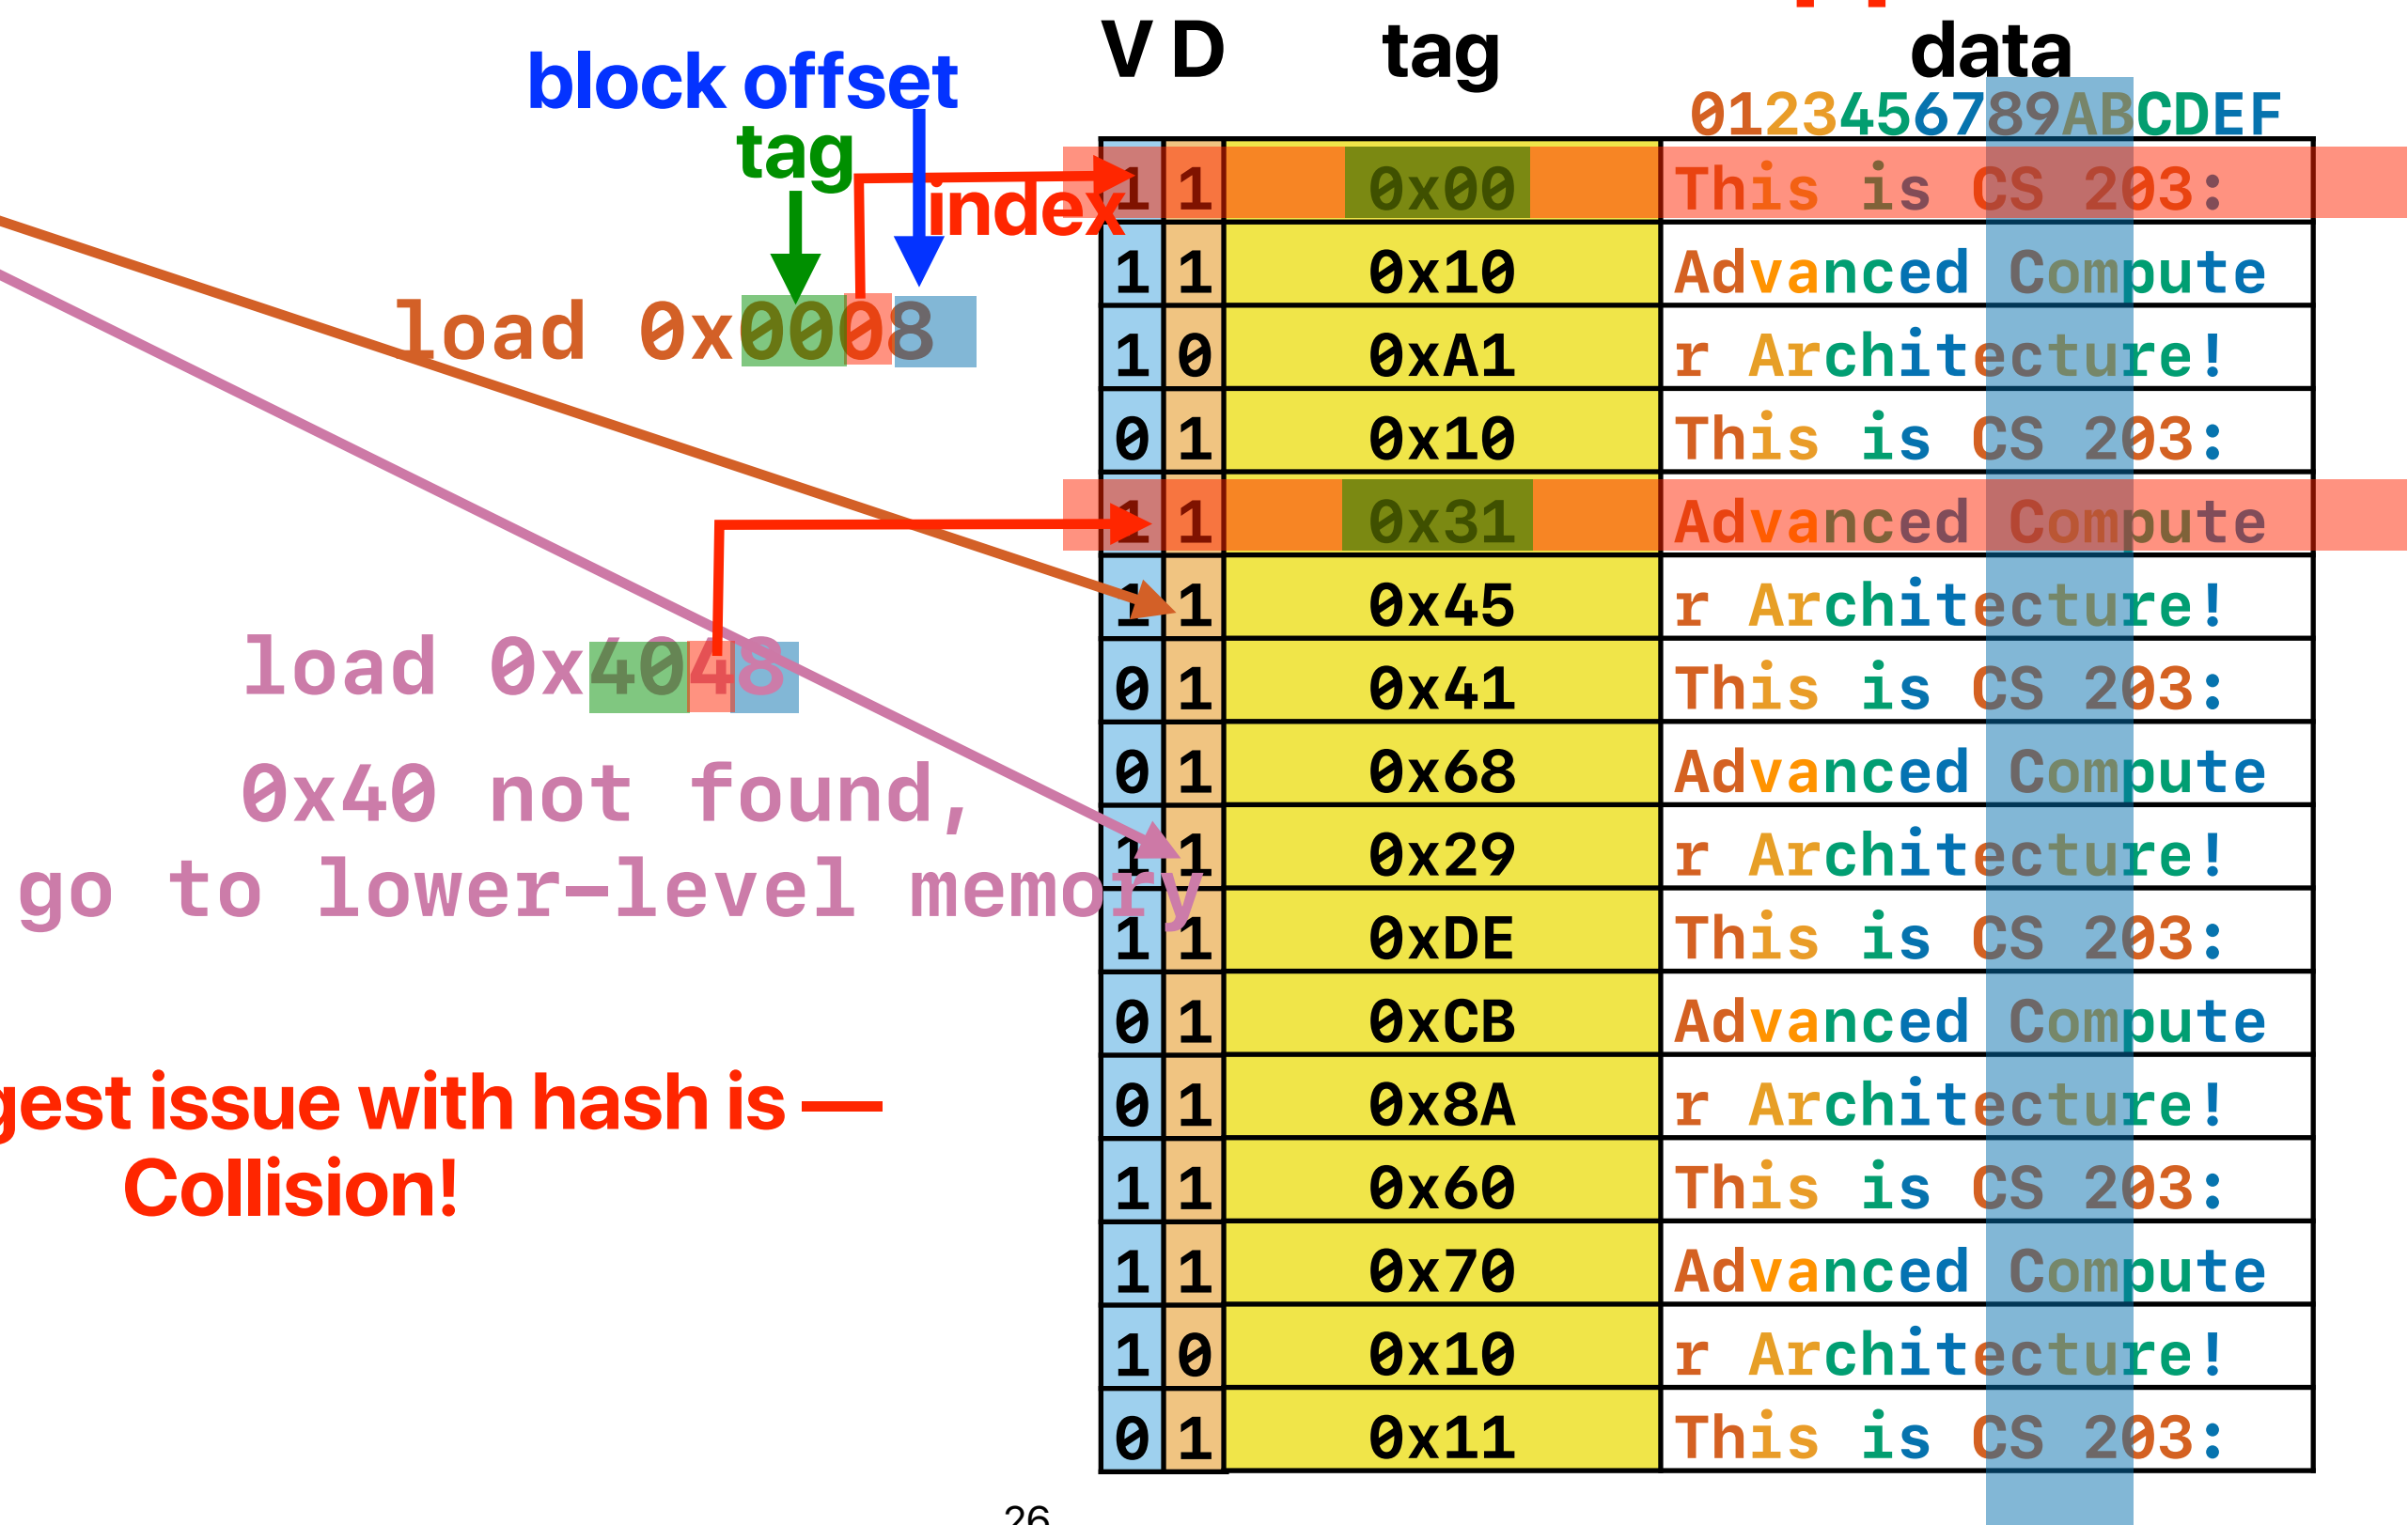 V D tag data
0123456789ABCDEF
block offset
tag
index
load 0x0008
load 0x4048
0x40 not found,
go to lower-level memory
gest issue with hash is —
Collision!
1 1 0x00 This is CS 203:
1 1 0x10 Advanced Compute
1 0 0xA1 r Architecture!
0 1 0x10 This is CS 203:
1 1 0x31 Advanced Compute
1 1 0x45 r Architecture!
0 1 0x41 This is CS 203:
0 1 0x68 Advanced Compute
1 1 0x29 r Architecture!
1 1 0xDE This is CS 203:
0 1 0xCB Advanced Compute
0 1 0x8A r Architecture!
1 1 0x60 This is CS 203:
1 1 0x70 Advanced Compute
1 0 0x10 r Architecture!
0 1 0x11 This is CS 203:
26